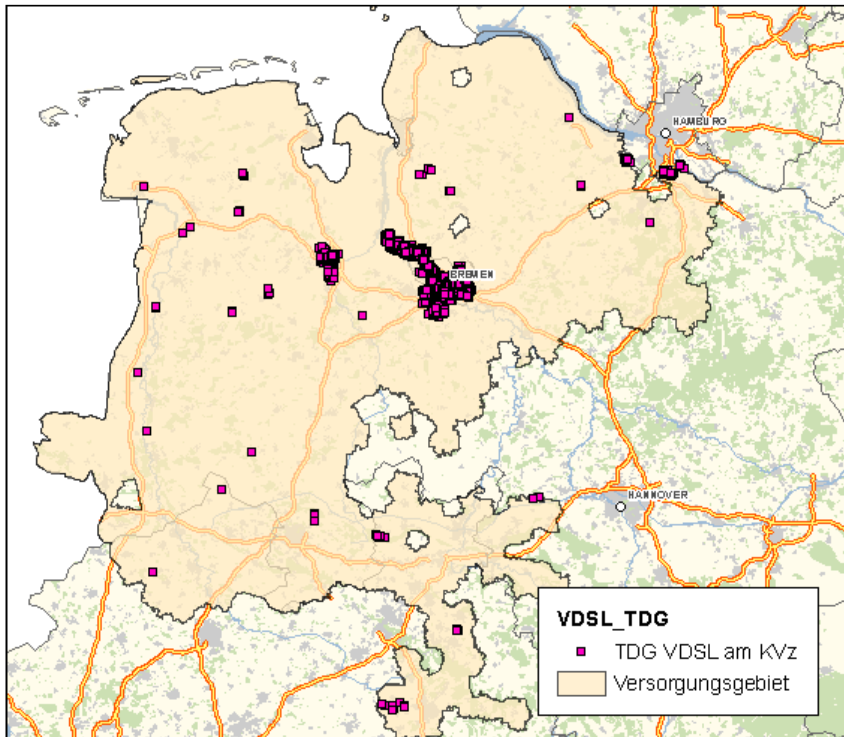 HAMBURG
BREMEN
HANNOVER
VDSL_TDG
TDG VDSL am KVz
Versorgungsgebiet